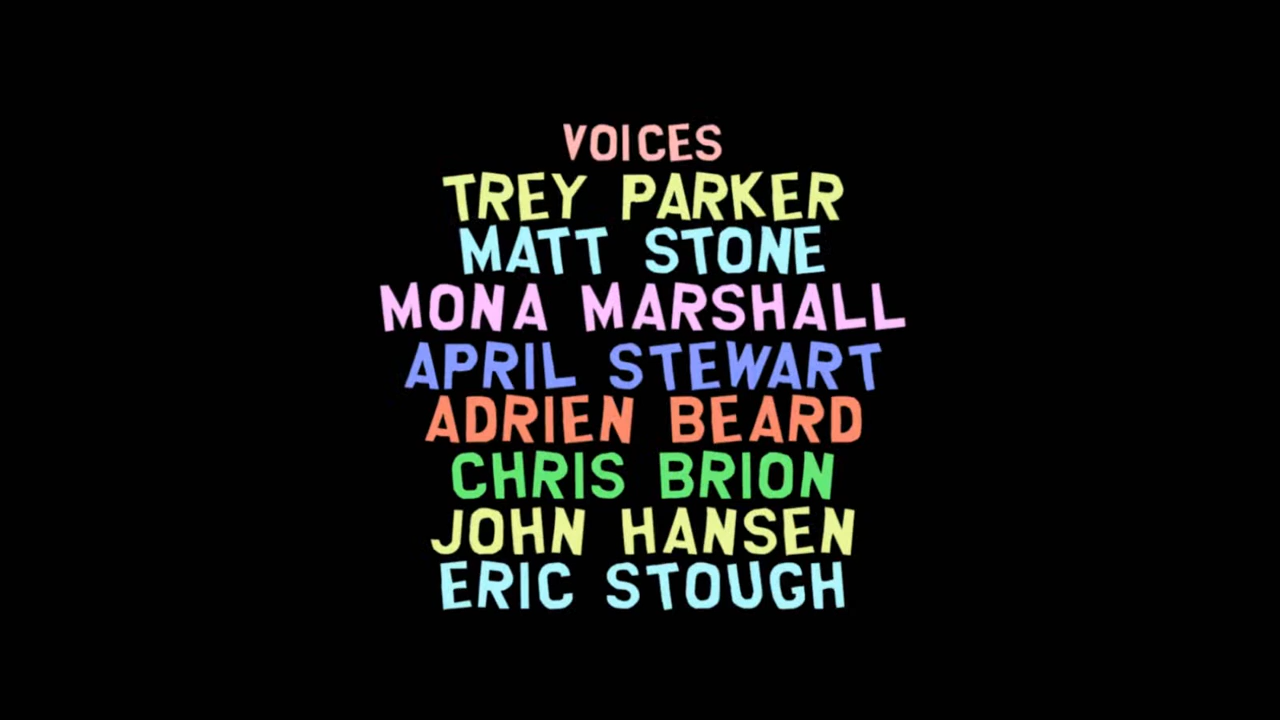 VOICES
TREY PARKER
MATT STONE
MONA MARSHALL
APRIL STEWART
ADRIEN BEARD
CHRIS BRION
JOHN HANSEN
ERIC STOUGH